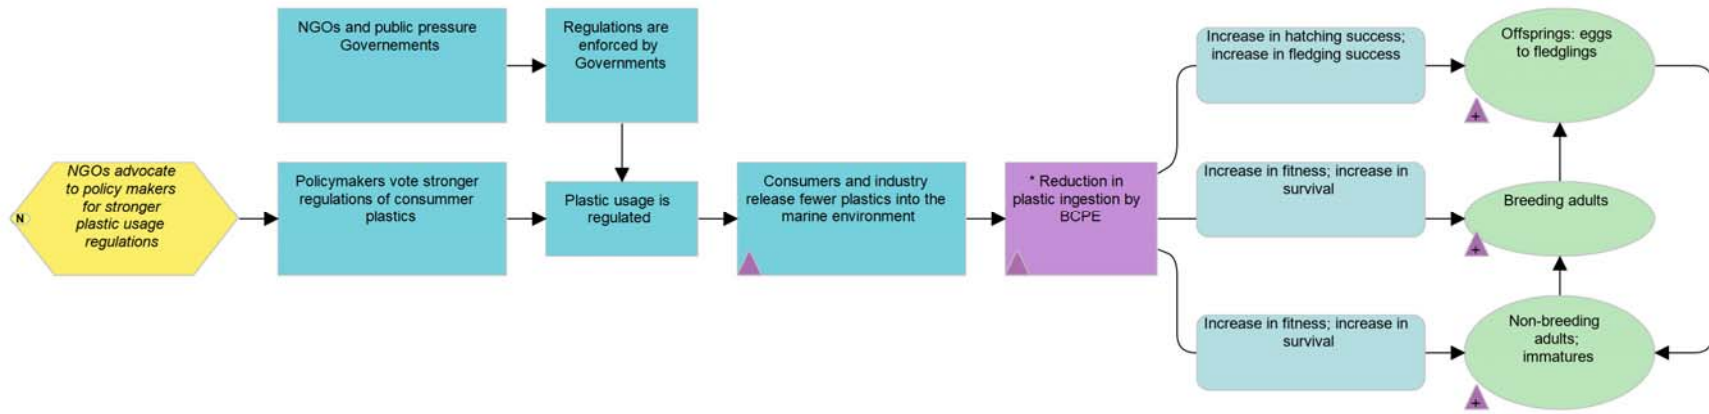 NGOs advocate
to policy makers
for stronger
plastic usage
regulations
N
NGOs and public pressure
Governements
Regulations are
enforced by
Governments
Policymakers vote stronger
regulations of consummer
plastics
Plastic usage is
regulated
Consumers and industry
release fewer plastics into the
marine environment
* Reduction in
plastic ingestion by
BCPE
Increase in hatching success;
increase in fledging success
Increase in fitness; increase in
survival
Increase in fitness; increase in
survival
Offsprings: eggs
to fledglings
+
Breeding adults
+
Non-breeding
adults;
immatures
+